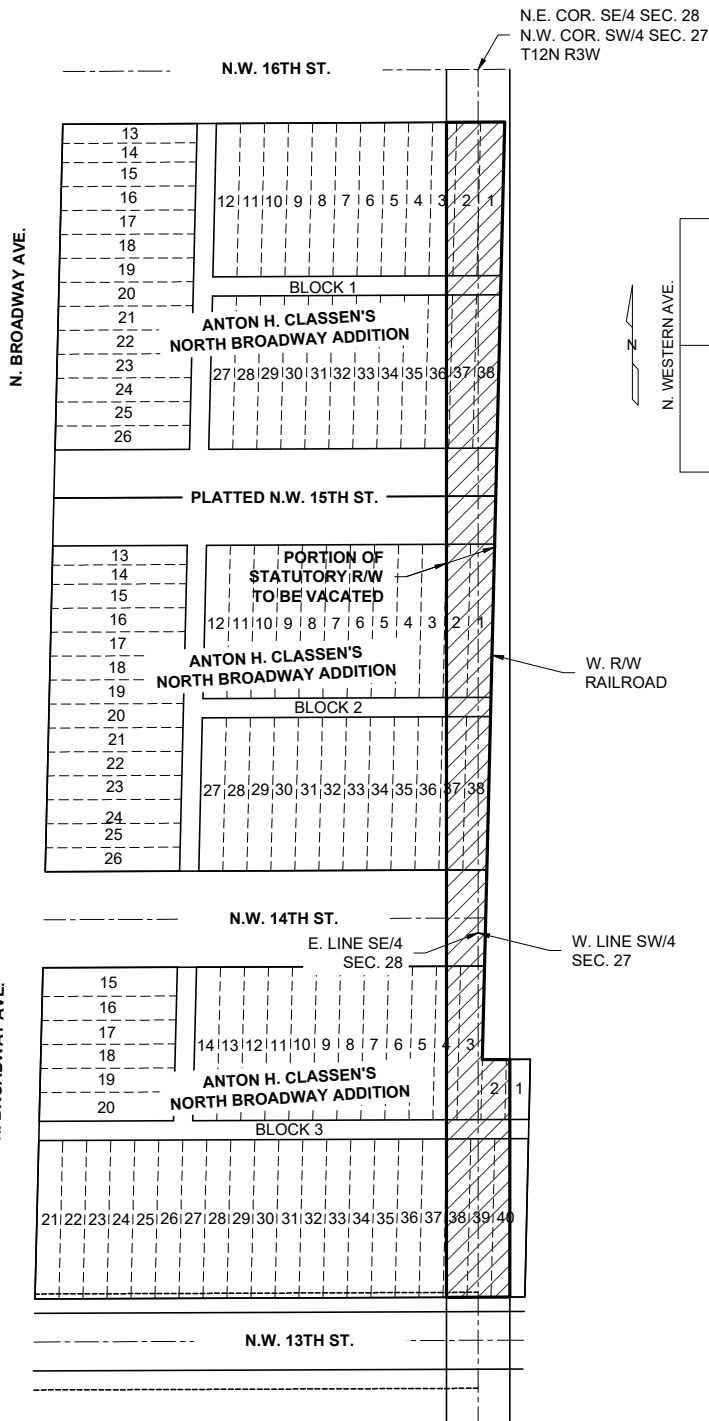 N.E. COR. SE/4 SEC. 28
N.W. COR. SW/4 SEC. 27
T12N R3W
N.W. 16TH ST.
N. BROADWAY AVE.
13
14
15
16
17
18
19
20
21
22
23
24
25
26
12 11 10 9 8 7 6 5 4 3 2 1
BLOCK 1
ANTON H. CLASSEN'S
NORTH BROADWAY ADDITION
27 28 29 30 31 32 33 34 35 36 37 38
N
N. WESTERN AVE.
PLATTED N.W. 15TH ST.
PORTION OF
STATUTORY R/W
TO BE VACATED
13
14
15
16
17
18
19
20
21
22
23
24
25
26
12 11 10 9 8 7 6 5 4 3 2 1
ANTON H. CLASSEN'S
NORTH BROADWAY ADDITION
W. R/W
RAILROAD
BLOCK 2
27 28 29 30 31 32 33 34 35 36 37 38
N.W. 14TH ST.
E. LINE SE/4
SEC. 28
W. LINE SW/4
SEC. 27
15
16
17
18
19
20
14 13 12 11 10 9 8 7 6 5 4 3
2 1
ANTON H. CLASSEN'S
NORTH BROADWAY ADDITION
BLOCK 3
21 22 23 24 25 26 27 28 29 30 31 32 33 34 35 36 37 38 39 40
N.W. 13TH ST.